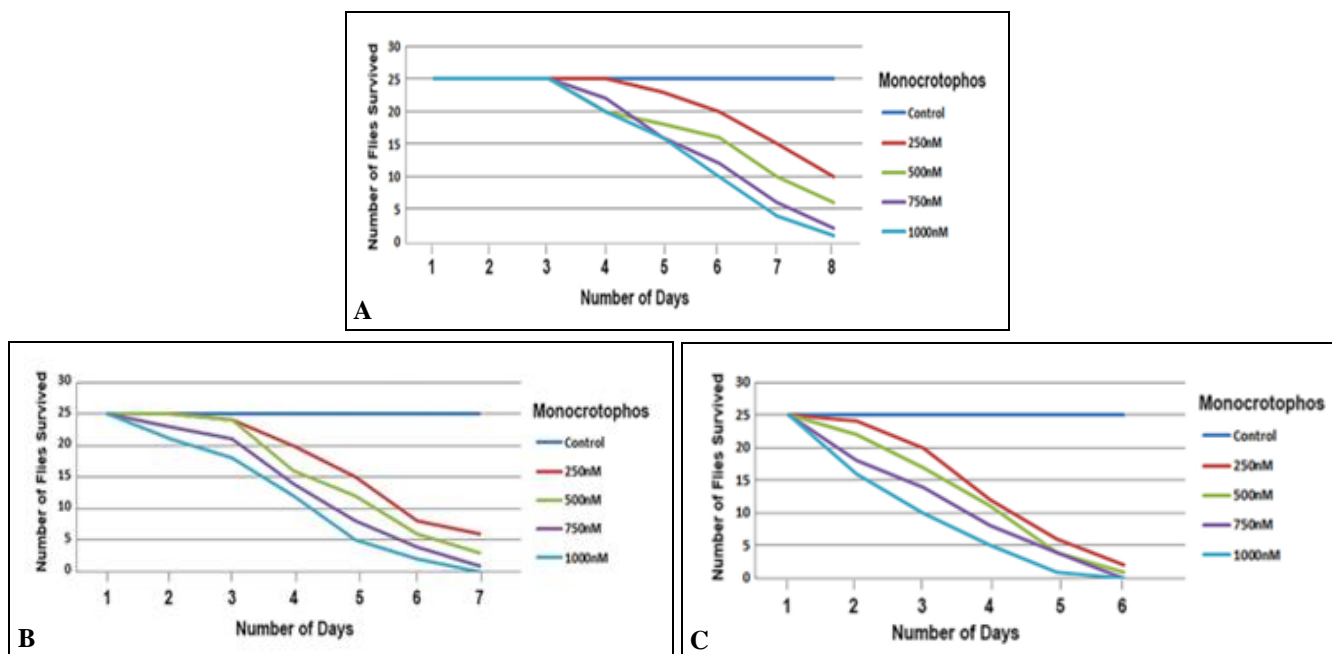 30
25
20
15
10
5
0
Number of Flies Survived
1 2 3 4 5 6 7 8
Number of Days
Monocrotophos
Control
250nM
500nM
750nM
1000nM
A
30
25
20
15
10
5
0
Number of Flies Survived
1 2 3 4 5 6 7
Number of Days
Monocrotophos
Control
250nM
500nM
750nM
1000nM
B
30
25
20
15
10
5
0
Number of Flies Survived
1 2 3 4 5 6
Number of Days
Monocrotophos
Control
250nM
500nM
750nM
1000nM
C